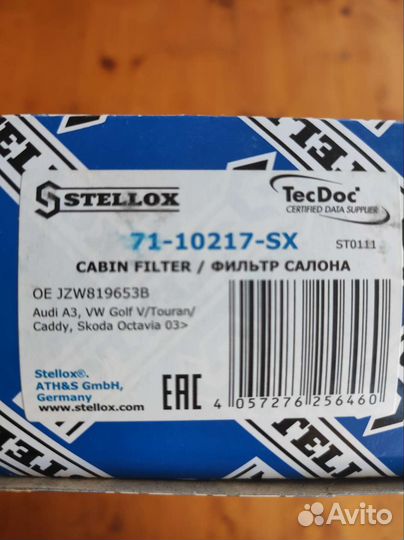 STELLOX
TecDoc
CERTIFIED DATA SUPPLIER
71-10217-SX
ST0111
CABIN FILTER / ФИЛЬТР САЛОНА
OE JZW819653B
Audi A3, VW Golf V/Touran/
Caddy, Skoda Octavia 03>
Stellox®.
ATH&S GmbH,
Germany
www.stellox.com
EAC
4 057276 256460
Avito